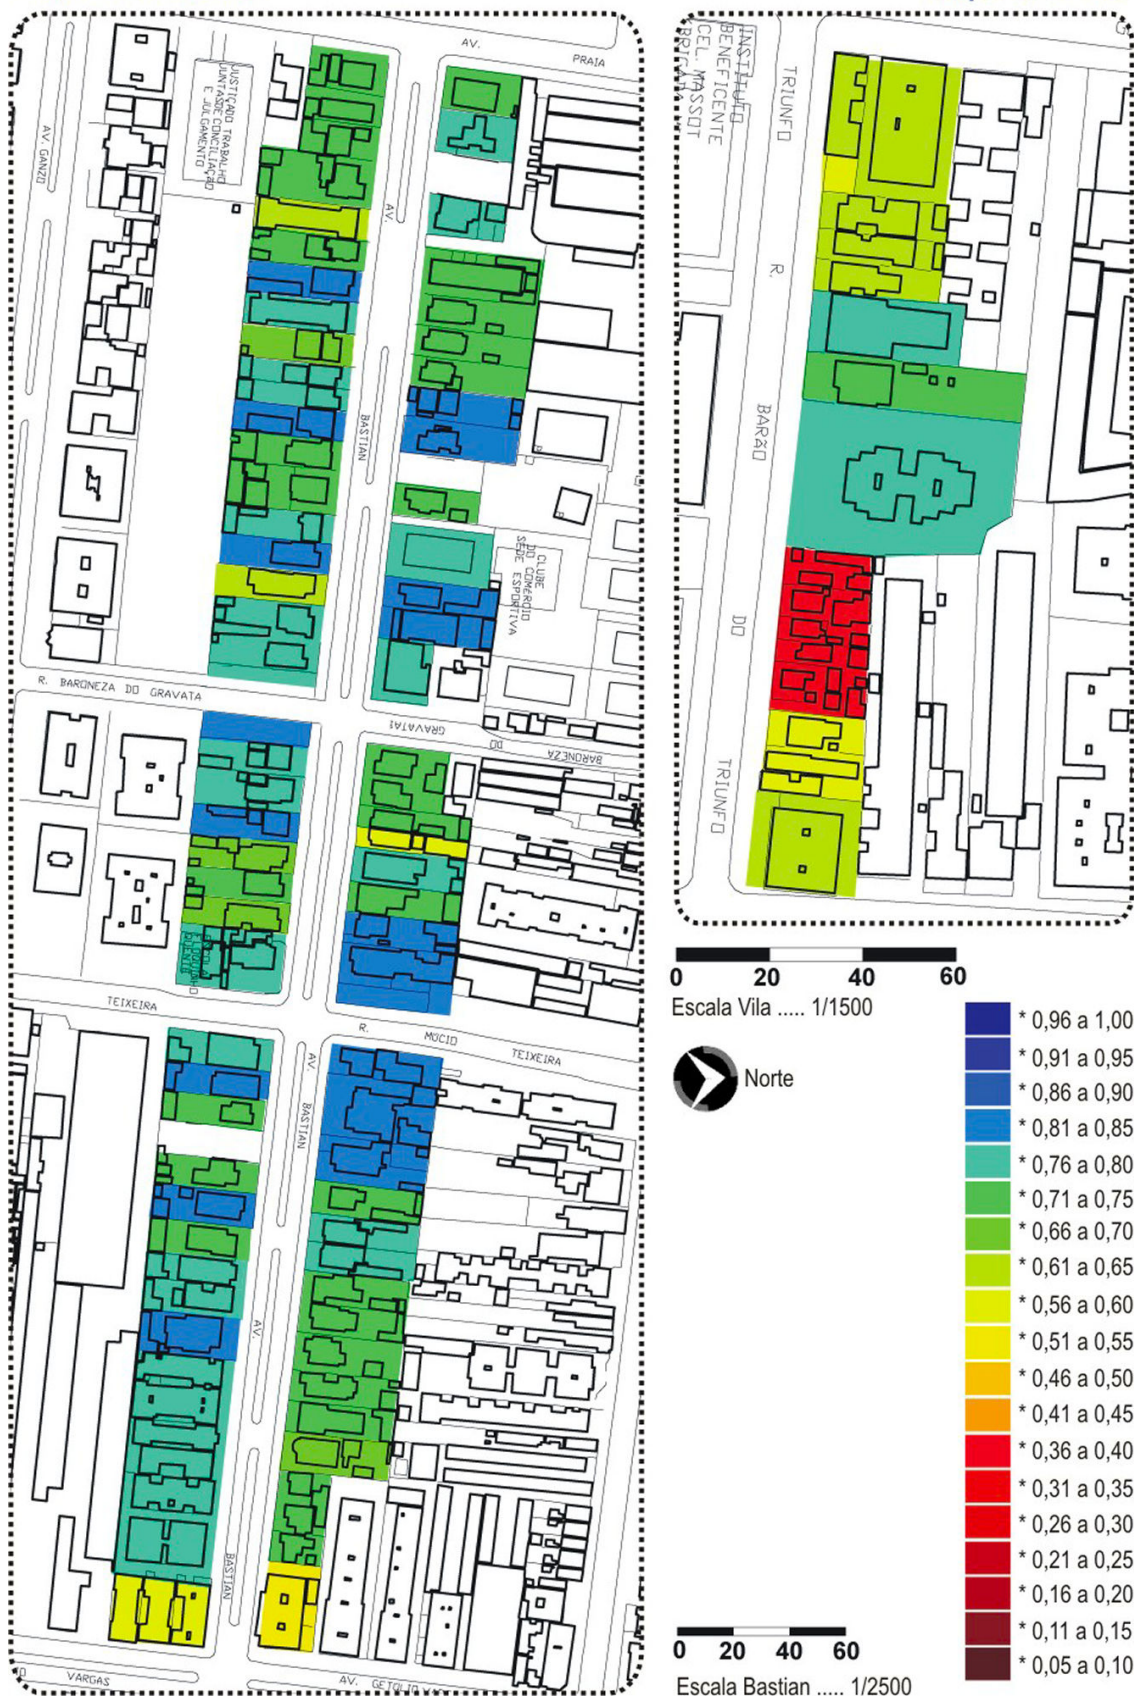 AV.
PRAIA
JUSTIÇADO TRABALHO
JUNTASDE CONCILIAÇÃO
E JULGAMENTO
AV. GANZO
AV.
BASTIAN
CLUBE
DO COMÉRCIO
SEDE ESPORTIVA
R. BARONEZA DO GRAVATA
GRAVATAI
DO
BARONEZA
TEIXEIRA
R.
MÚCIO
TEIXEIRA
AV.
BASTIAN
AV.
BASTIAN
VARGAS
AV. GETOLIO
INSTITUTO
BENEFICENTE
CEL. MASSOT
TRIUNFO
R.
BARÃO
DO
TRIUNFO
0 20 40 60
Escala Vila ..... 1/1500
Norte
* 0,96 a 1,00
* 0,91 a 0,95
* 0,86 a 0,90
* 0,81 a 0,85
* 0,76 a 0,80
* 0,71 a 0,75
* 0,66 a 0,70
* 0,61 a 0,65
* 0,56 a 0,60
* 0,51 a 0,55
* 0,46 a 0,50
* 0,41 a 0,45
* 0,36 a 0,40
* 0,31 a 0,35
* 0,26 a 0,30
* 0,21 a 0,25
* 0,16 a 0,20
* 0,11 a 0,15
* 0,05 a 0,10
0 20 40 60
Escala Bastian ..... 1/2500